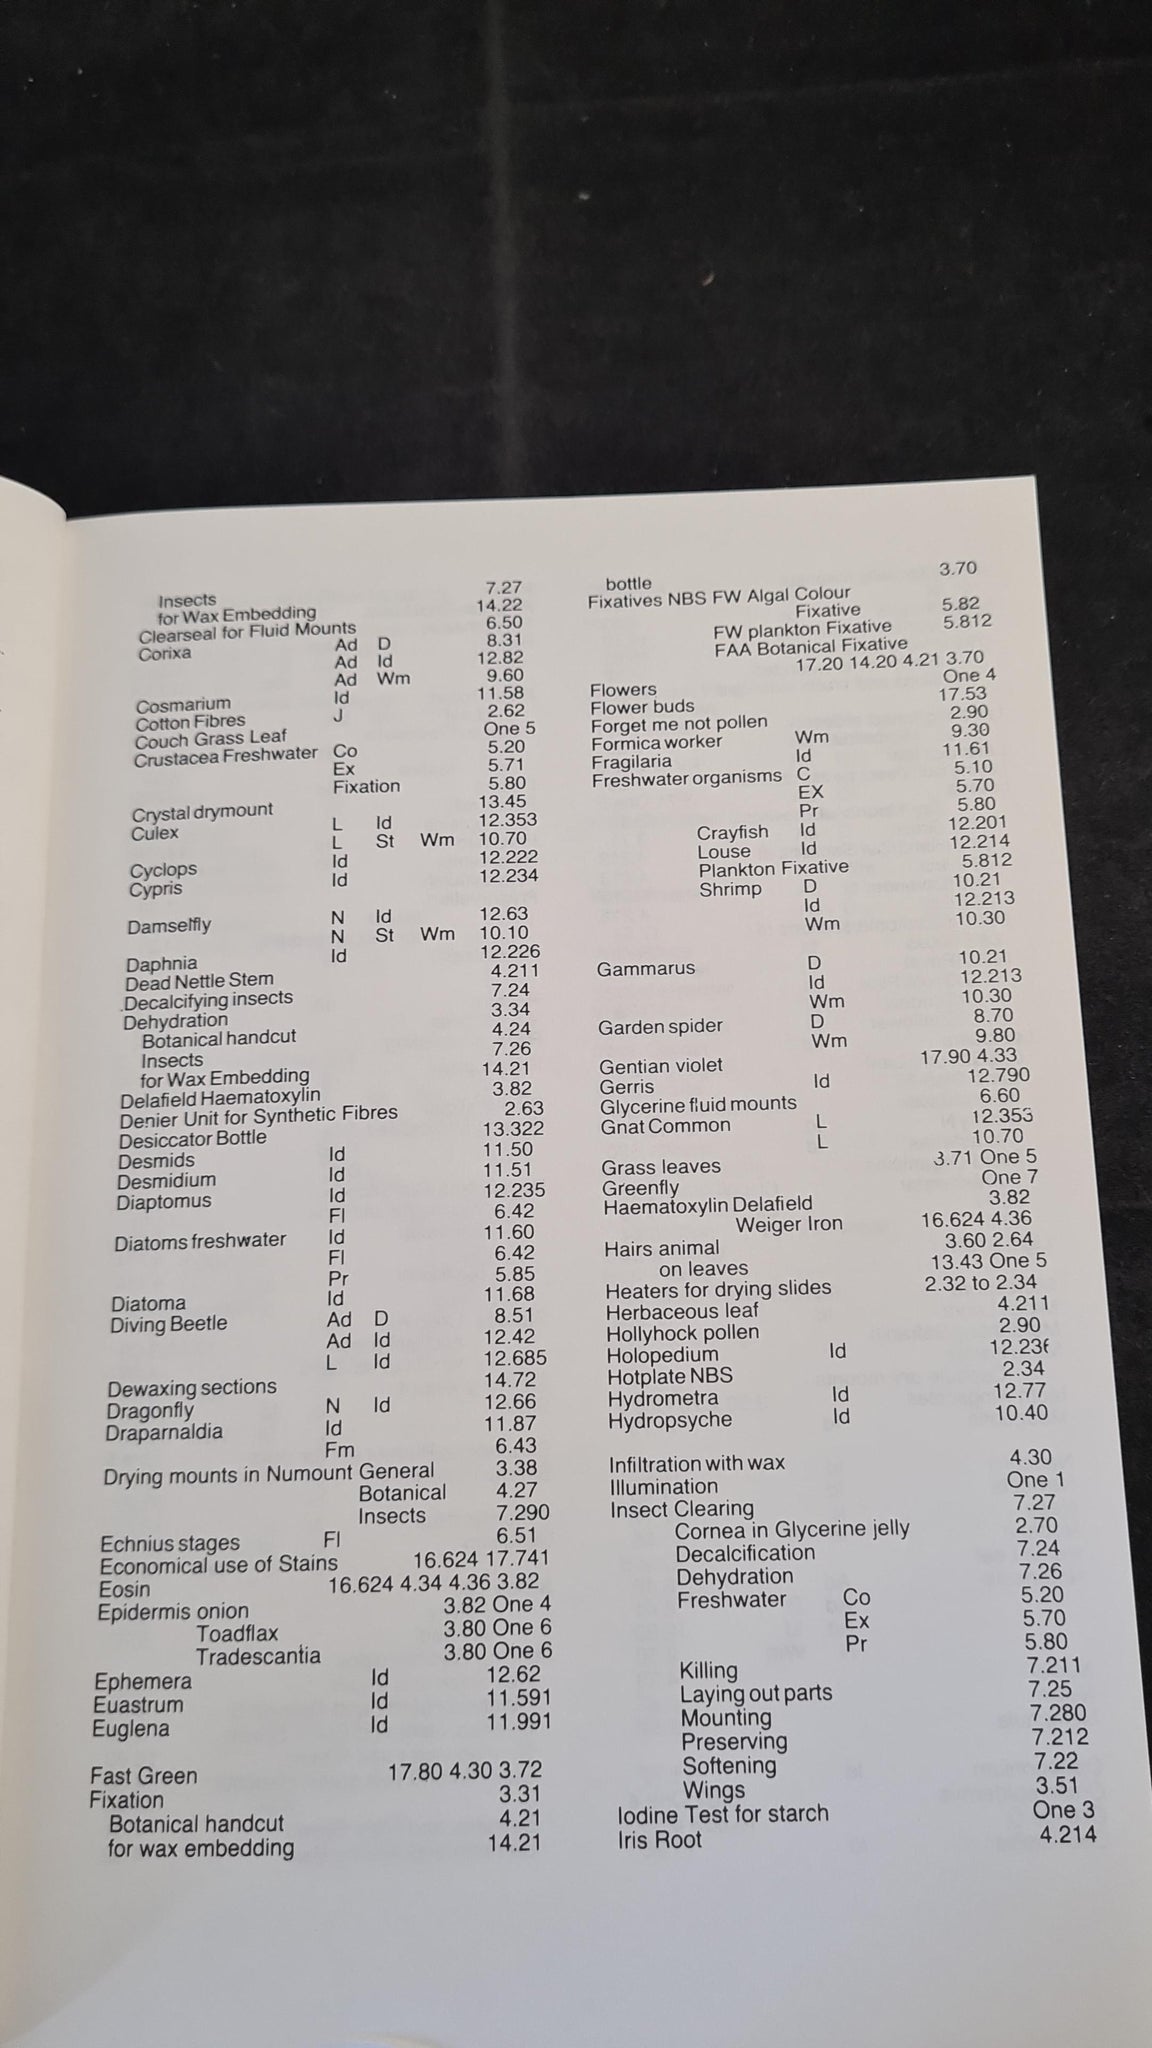 Insects 7.27
for Wax Embedding 14.22
Clearseal for Fluid Mounts 6.50
Corixa Ad D 8.31
Ad Id 12.82
Ad Wm 9.60
Cosmarium Id 11.58
Cotton Fibres J 2.62
Couch Grass Leaf One 5
Crustacea Freshwater Co 5.20
Ex 5.71
Fixation 5.80
Crystal drymount 13.45
Culex L Id 12.353
L St Wm 10.70
Cyclops Id 12.222
Cypris Id 12.234
Damselfly N Id 12.63
N St Wm 10.10
Daphnia Id 12.226
Dead Nettle Stem 4.211
Decalcifying insects 7.24
Dehydration 3.34
Botanical handcut 4.24
Insects 7.26
for Wax Embedding 14.21
Delafield Haematoxylin 3.82
Denier Unit for Synthetic Fibres 2.63
Desiccator Bottle 13.322
Desmids Id 11.50
Desmidium Id 11.51
Diaptomus Id 12.235
Fl 6.42
Diatoms freshwater Id 11.60
Fl 6.42
Pr 5.85
Diatoma Id 11.68
Diving Beetle Ad D 8.51
Ad Id 12.42
L Id 12.685
Dewaxing sections 14.72
Dragonfly N Id 12.66
Draparnaldia Id 11.87
Fm 6.43
Drying mounts in Numount General 3.38
Botanical 4.27
Insects 7.290
Echnius stages Fl 6.51
Economical use of Stains 16.624 17.741
Eosin 16.624 4.34 4.36 3.82
Epidermis onion 3.82 One 4
Toadflax 3.80 One 6
Tradescantia 3.80 One 6
Ephemera Id 12.62
Euastrum Id 11.591
Euglena Id 11.991
Fast Green 17.80 4.30 3.72
Fixation 3.31
Botanical handcut 4.21
for wax embedding 14.21
bottle 3.70
Fixatives NBS FW Algal Colour
Fixative 5.82
FW plankton Fixative 5.812
FAA Botanical Fixative
17.20 14.20 4.21 3.70
Flowers One 4
Flower buds 17.53
Forget me not pollen 2.90
Formica worker Wm 9.30
Fragilaria Id 11.61
Freshwater organisms C 5.10
EX 5.70
Pr 5.80
Crayfish Id 12.201
Louse Id 12.214
Plankton Fixative 5.812
Shrimp D 10.21
Id 12.213
Wm 10.30
Gammarus D 10.21
Id 12.213
Wm 10.30
Garden spider D 8.70
Wm 9.80
Gentian violet 17.90 4.33
Gerris Id 12.790
Glycerine fluid mounts 6.60
Gnat Common L 12.353
L 10.70
Grass leaves 3.71 One 5
Greenfly One 7
Haematoxylin Delafield 3.82
Weiger Iron 16.624 4.36
Hairs animal 3.60 2.64
on leaves 13.43 One 5
Heaters for drying slides 2.32 to 2.34
Herbaceous leaf 4.211
Hollyhock pollen 2.90
Holopedium Id 12.236
Hotplate NBS 2.34
Hydrometra Id 12.77
Hydropsyche Id 10.40
Infiltration with wax 4.30
Illumination One 1
Insect Clearing 7.27
Cornea in Glycerine jelly 2.70
Decalcification 7.24
Dehydration 7.26
Freshwater Co 5.20
Ex 5.70
Pr 5.80
Killing 7.211
Laying out parts 7.25
Mounting 7.280
Preserving 7.212
Softening 7.22
Wings 3.51
Iodine Test for starch One 3
Iris Root 4.214